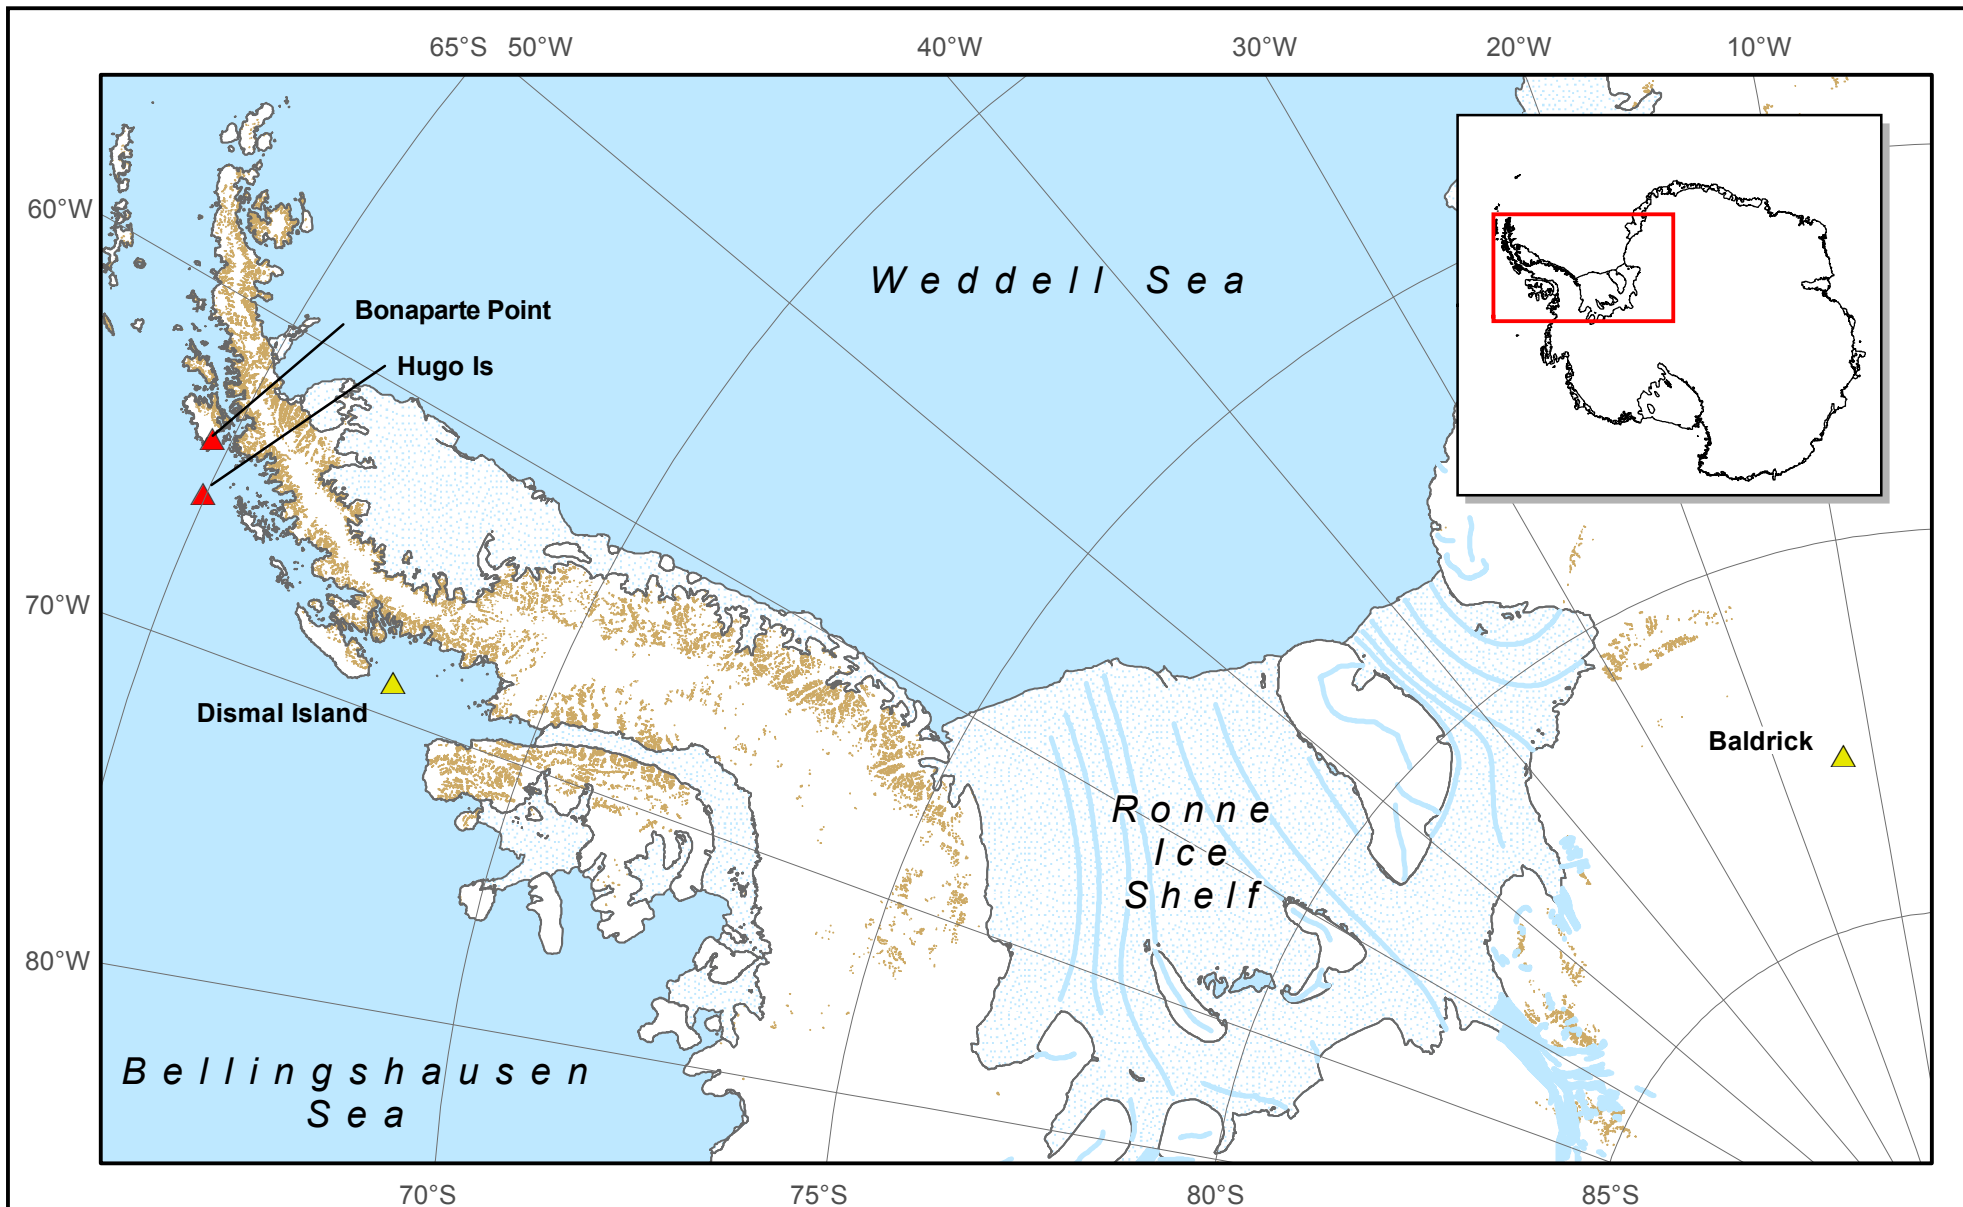 65°S 50°W 40°W 30°W 20°W 10°W
60°W
Weddell Sea
Bonaparte Point
Hugo Is
70°W
Dismal Island
Baldrick
Ronne
Ice
Shelf
80°W
Bellingshausen
Sea
70°S 75°S 80°S 85°S